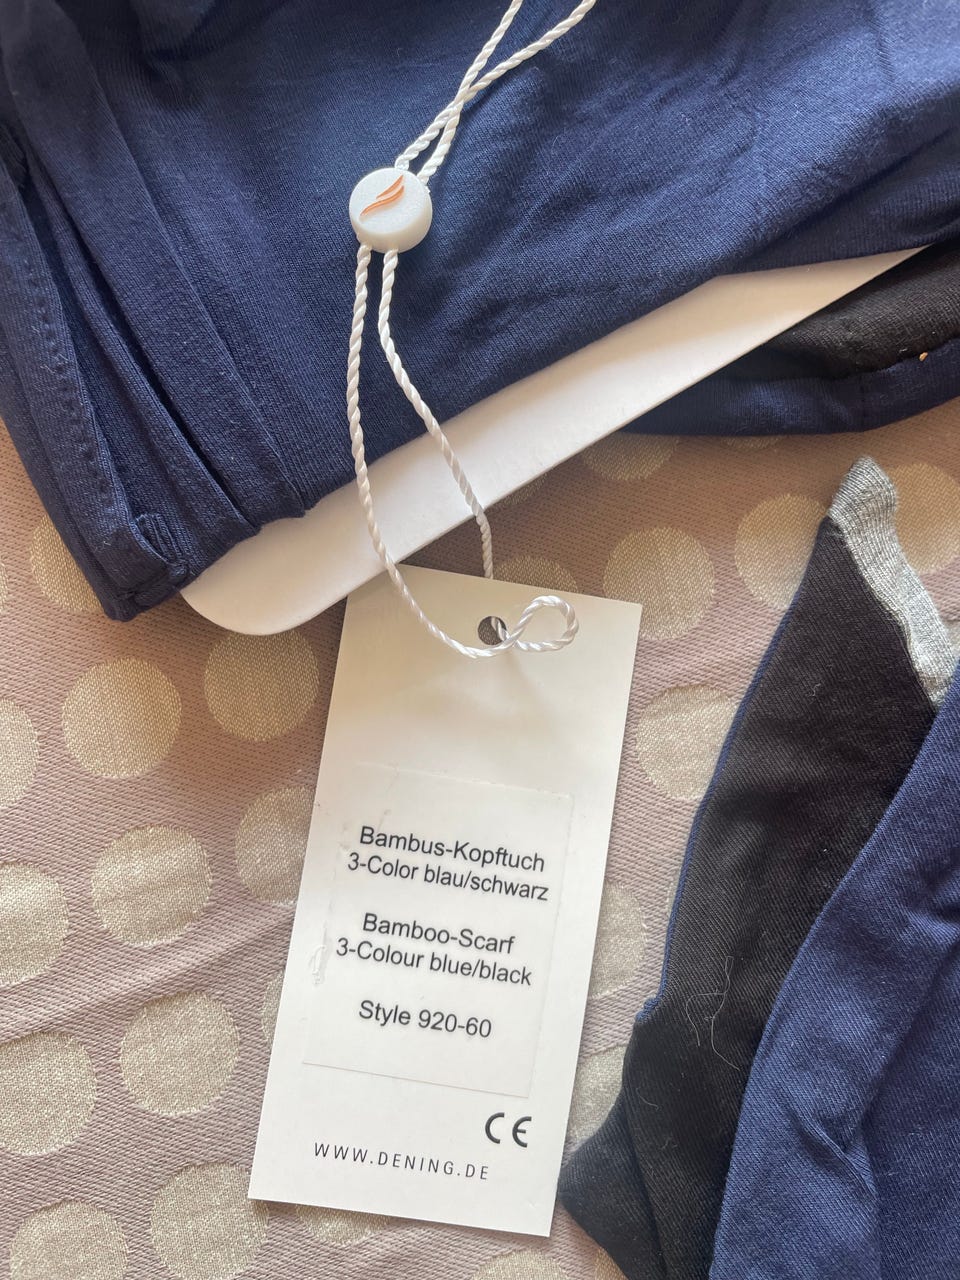 Bambus-Kopftuch
3-Color blau/schwarz
Bamboo-Scarf
3-Colour blue/black
Style 920-60
CE
WWW.DENING.DE